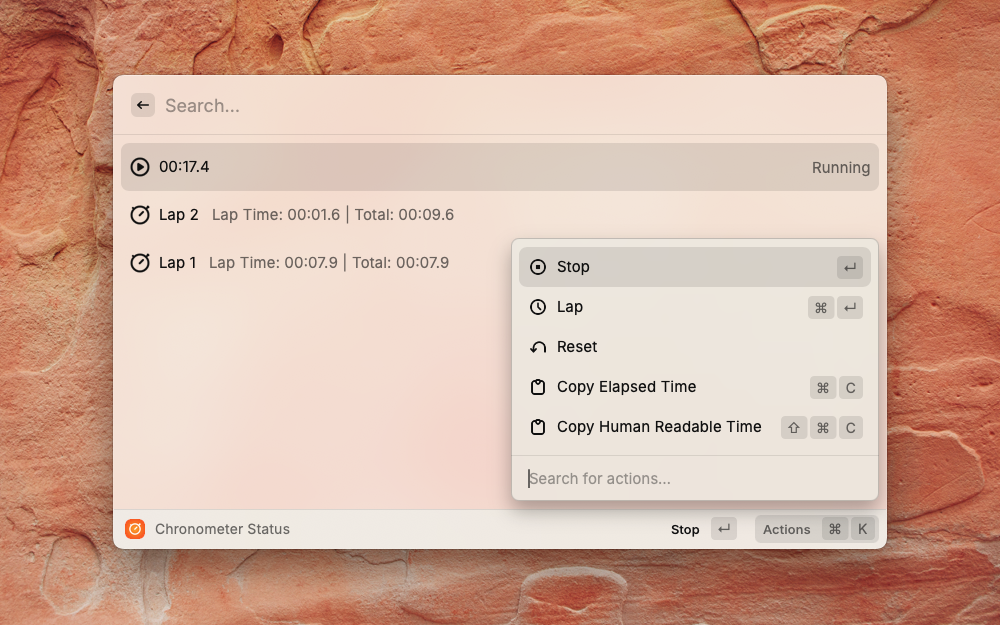 Search...
00:17.4 Running
Lap 2 Lap Time: 00:01.6 | Total: 00:09.6
Lap 1 Lap Time: 00:07.9 | Total: 00:07.9
Stop ↵
Lap ⌘ ↵
Reset
Copy Elapsed Time ⌘ C
Copy Human Readable Time ⇧ ⌘ C
Search for actions...
Chronometer Status Stop ↵ Actions ⌘ K